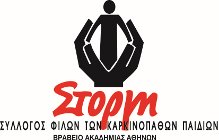 Στοργή
ΣΥΛΛΟΓΟΣ ΦΙΛΩΝ ΤΩΝ ΚΑΡΚΙΝΟΠΑΘΩΝ ΠΑΙΔΙΩΝ
ΒΡΑΒΕΙΟ ΑΚΑΔΗΜΙΑΣ ΑΘΗΝΩΝ